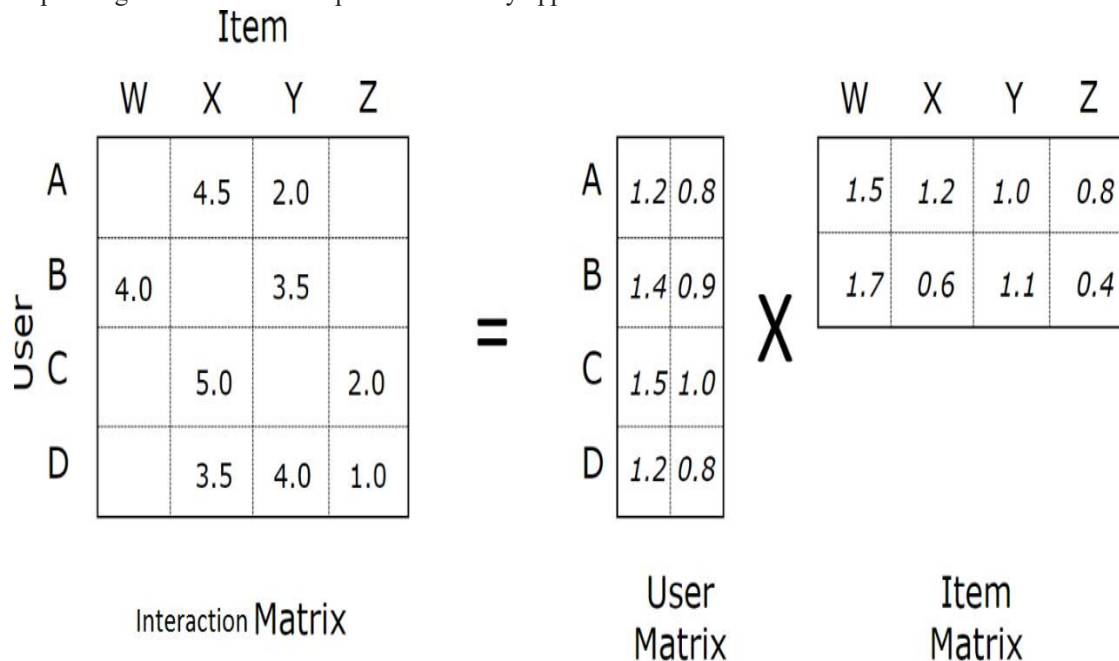 Item
W X Y Z W X Y Z
A 4.5 2.0 A 1.2 0.8 1.5 1.2 1.0 0.8
B 4.0 3.5 B 1.4 0.9 1.7 0.6 1.1 0.4
User
= X
C 5.0 2.0 C 1.5 1.0
D 3.5 4.0 1.0 D 1.2 0.8
Interaction Matrix
User Matrix
Item Matrix